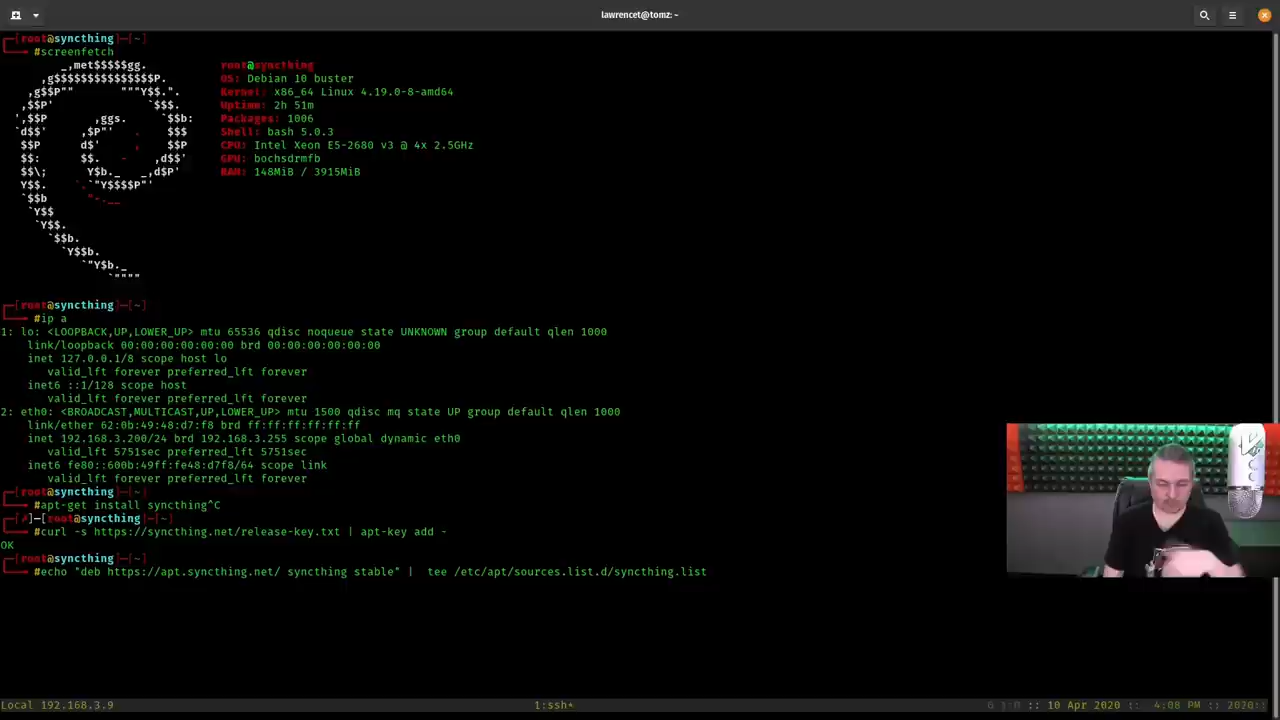 lawrencet@tomz: ~
┌─[root@syncthing]─[~]
└──╼ #screenfetch
         _,met$$$$$gg.           root@syncthing
      ,g$$$$$$$$$$$$$$$P.        OS: Debian 10 buster
    ,g$$P""       """Y$$.".      Kernel: x86_64 Linux 4.19.0-8-amd64
   ,$$P'              `$$$.      Uptime: 2h 51m
 ',$$P       ,ggs.     `$$b:     Packages: 1006
 `d$$'     ,$P"'   .    $$$      Shell: bash 5.0.3
  $$P      d$'     ,    $$P      CPU: Intel Xeon E5-2680 v3 @ 4x 2.5GHz
  $$:      $$.   -    ,d$$'      GPU: bochsdrmfb
  $$\;      Y$b._   _,d$P'       RAM: 148MiB / 3915MiB
  Y$$.    `.`"Y$$$$P"'
  `$$b      "-.__
   `Y$$
    `Y$$.
      `$$b.
        `Y$$b.
           `"Y$b._
               `""""
┌─[root@syncthing]─[~]
└──╼ #ip a
1: lo: <LOOPBACK,UP,LOWER_UP> mtu 65536 qdisc noqueue state UNKNOWN group default qlen 1000
    link/loopback 00:00:00:00:00:00 brd 00:00:00:00:00:00
    inet 127.0.0.1/8 scope host lo
       valid_lft forever preferred_lft forever
    inet6 ::1/128 scope host
       valid_lft forever preferred_lft forever
2: eth0: <BROADCAST,MULTICAST,UP,LOWER_UP> mtu 1500 qdisc mq state UP group default qlen 1000
    link/ether 62:0b:49:48:d7:f8 brd ff:ff:ff:ff:ff:ff
    inet 192.168.3.200/24 brd 192.168.3.255 scope global dynamic eth0
       valid_lft 5751sec preferred_lft 5751sec
    inet6 fe80::600b:49ff:fe48:d7f8/64 scope link
       valid_lft forever preferred_lft forever
┌─[root@syncthing]─[~]
└──╼ #apt-get install syncthing^C
┌─[✗]─[root@syncthing]─[~]
└──╼ #curl -s https://syncthing.net/release-key.txt | apt-key add -
OK
┌─[root@syncthing]─[~]
└──╼ #echo "deb https://apt.syncthing.net/ syncthing stable" |  tee /etc/apt/sources.list.d/syncthing.list
Local 192.168.3.9 1:ssh* :: 10 Apr 2020 :: 4:08 PM ::